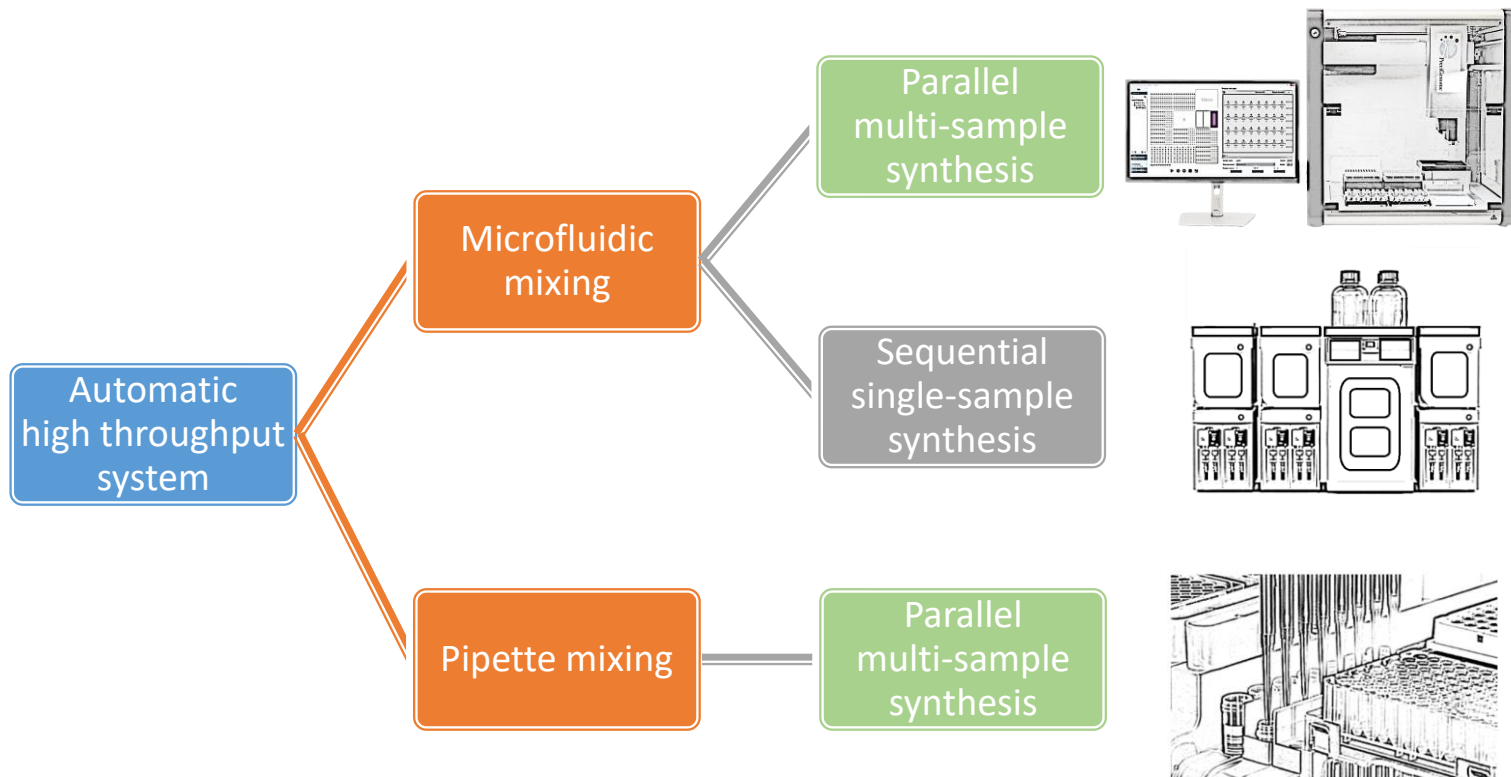 Parallel
multi-sample
synthesis
Microfluidic
mixing
Sequential
single-sample
synthesis
Automatic
high throughput
system
Pipette mixing
Parallel
multi-sample
synthesis